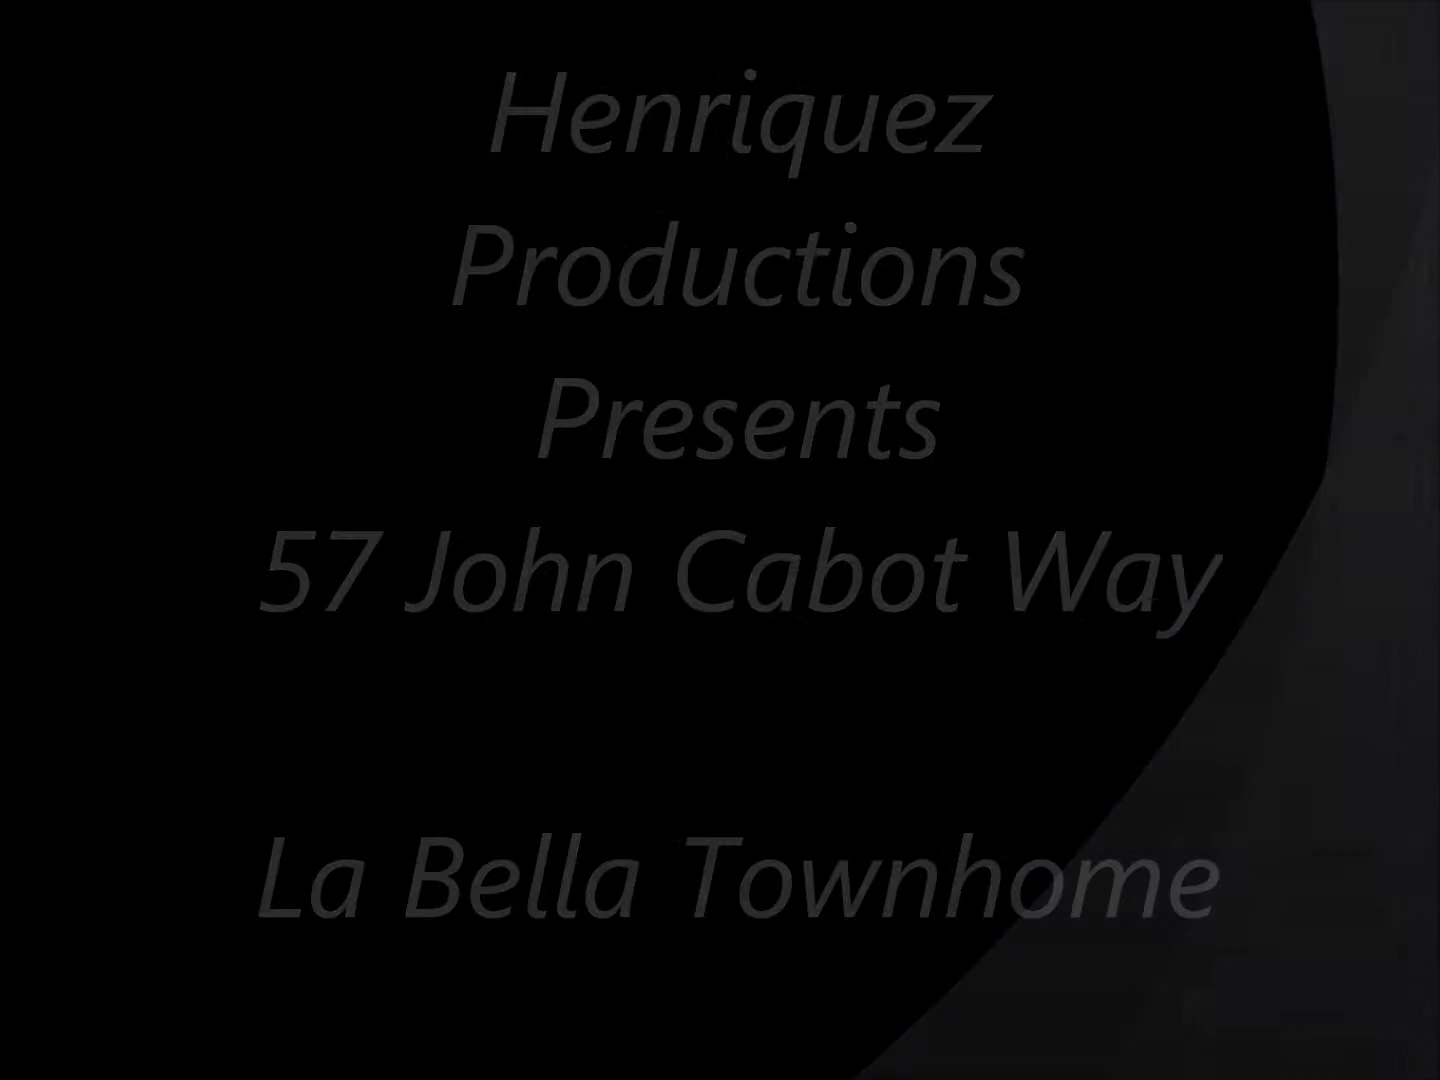 Henriquez
Productions
Presents
57 John Cabot Way
La Bella Townhome